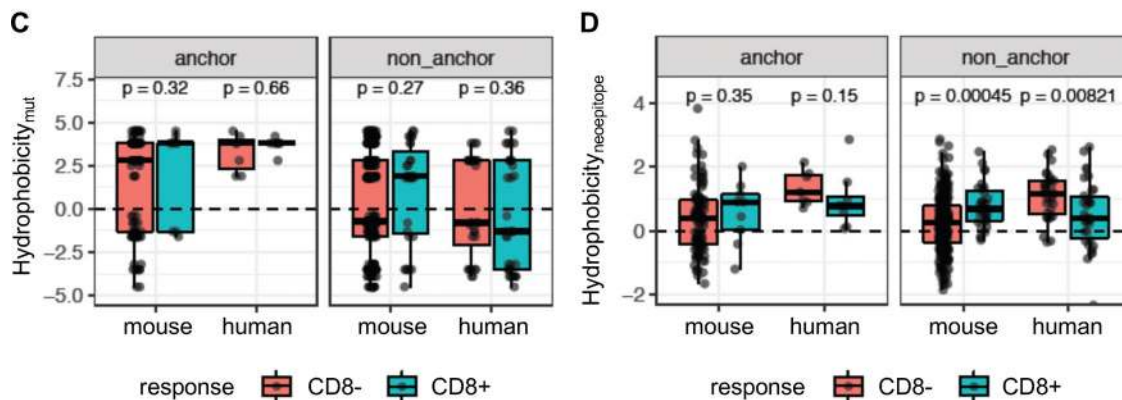 C
anchor
non_anchor
Hydrophobicity_mut
7.5
5.0
2.5
0.0
−2.5
−5.0
p = 0.32
p = 0.66
p = 0.27
p = 0.36
mouse
human
mouse
human
response
CD8-
CD8+
D
anchor
non_anchor
Hydrophobicity_neoepitope
4
2
0
−2
p = 0.35
p = 0.15
p = 0.00045
p = 0.00821
mouse
human
mouse
human
response
CD8-
CD8+